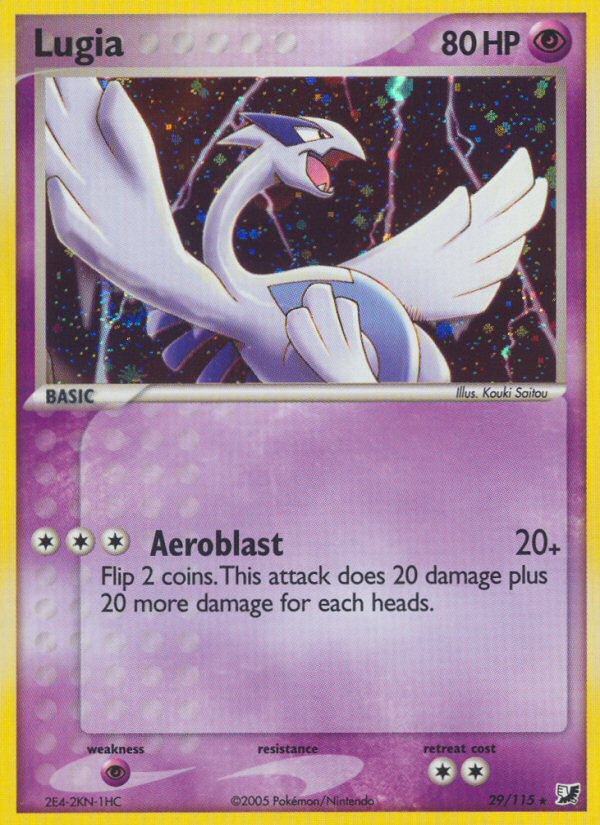 Lugia
80 HP
BASIC
Illus. Kouki Saitou
Aeroblast 20+
Flip 2 coins. This attack does 20 damage plus
20 more damage for each heads.
weakness resistance retreat cost
2E4-2KN-1HC ©2005 Pokémon/Nintendo 29/115 ★